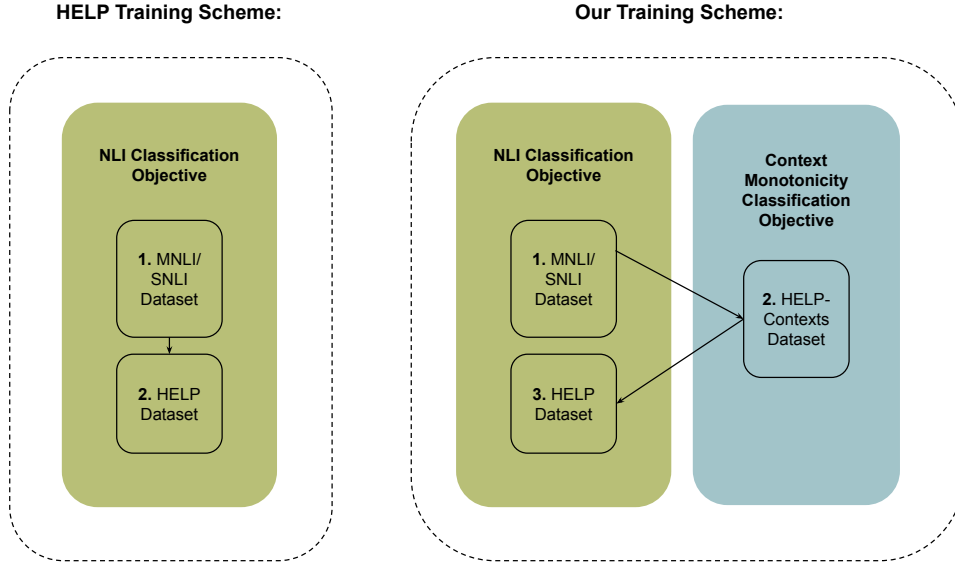 HELP Training Scheme:
NLI Classification
Objective
1. MNLI/
SNLI
Dataset
2. HELP
Dataset
Our Training Scheme:
NLI Classification
Objective
1. MNLI/
SNLI
Dataset
3. HELP
Dataset
Context
Monotonicity
Classification
Objective
2. HELP-
Contexts
Dataset